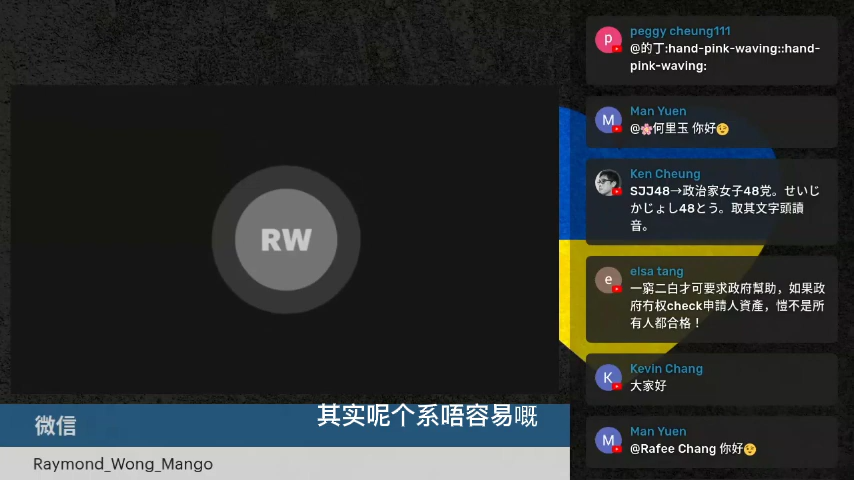 RW
微信
其实呢个系唔容易嘅
Raymond_Wong_Mango
peggy cheung111
@的丁:hand-pink-waving::hand-
pink-waving:
Man Yuen
@🌸何里玉 你好😉
Ken Cheung
SJJ48→政治家女子48党。せいじ
かじょし48とう。取其文字頭讀
音。
elsa tang
一窮二白才可要求政府幫助，如果政
府冇权check申請人資產，愷不是所
有人都合格！
Kevin Chang
大家好
Man Yuen
@Rafee Chang 你好😉
p
M
e
K
M